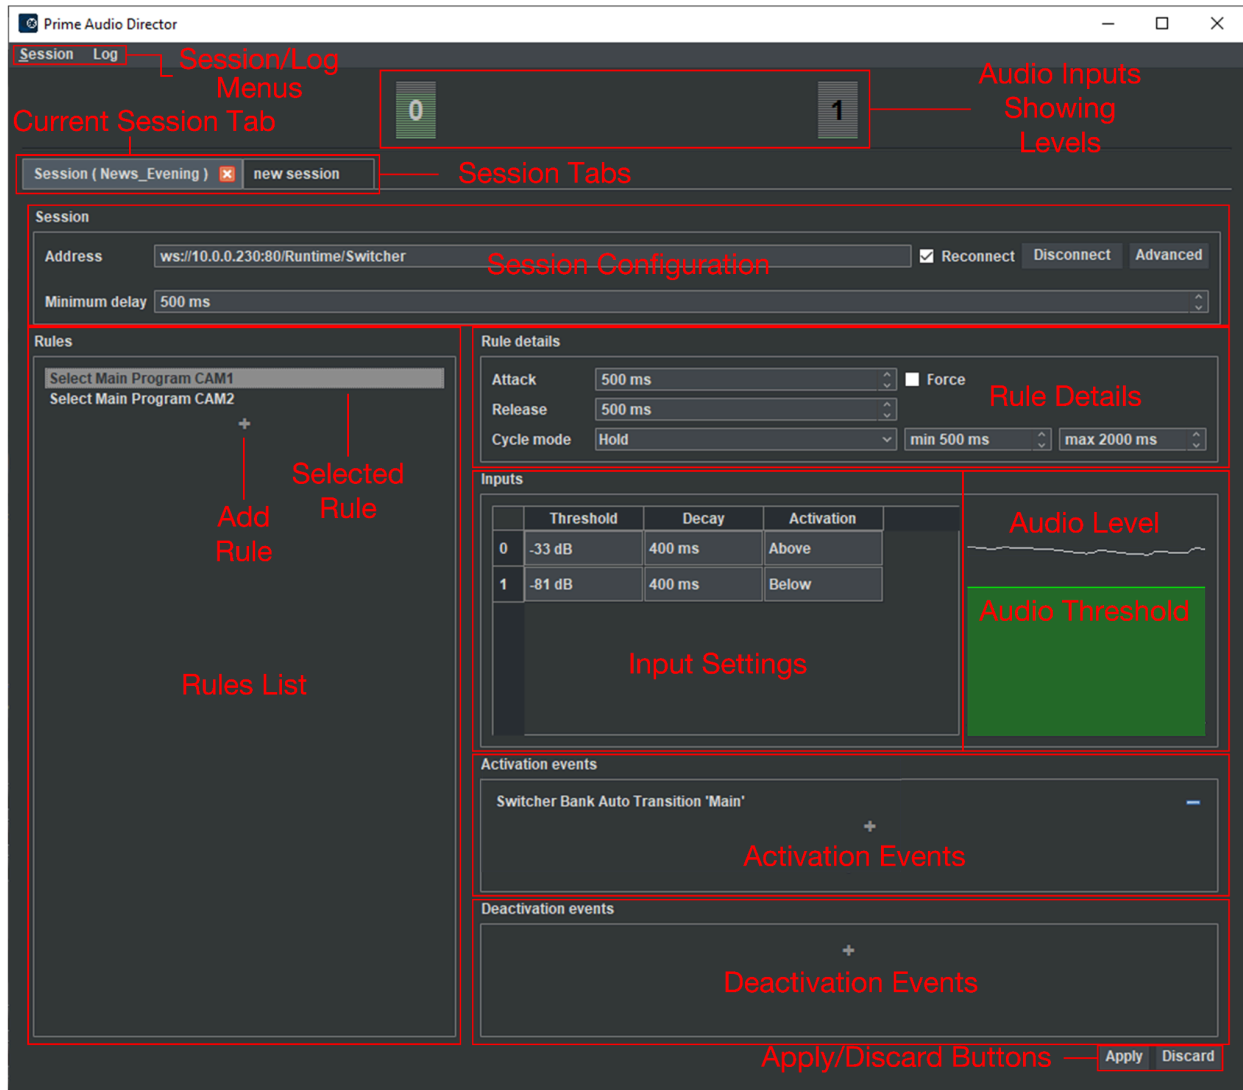 Prime Audio Director
Session Log
Session/Log
Menus
Audio Inputs
Showing
Levels
0
1
Current Session Tab
Session ( News_Evening )
new session
Session Tabs
Session
Address
ws://10.0.0.230:80/Runtime/Switcher
Session Configuration
Reconnect
Disconnect
Advanced
Minimum delay
500 ms
Rules
Select Main Program CAM1
Select Main Program CAM2
Selected
Rule
Add
Rule
Rules List
Rule details
Attack
500 ms
Force
Release
500 ms
Rule Details
Cycle mode
Hold
min 500 ms
max 2000 ms
Inputs
Threshold Decay Activation
0 -33 dB 400 ms Above
1 -81 dB 400 ms Below
Input Settings
Audio Level
Audio Threshold
Activation events
Switcher Bank Auto Transition 'Main'
Activation Events
Deactivation events
Deactivation Events
Apply/Discard Buttons
Apply
Discard